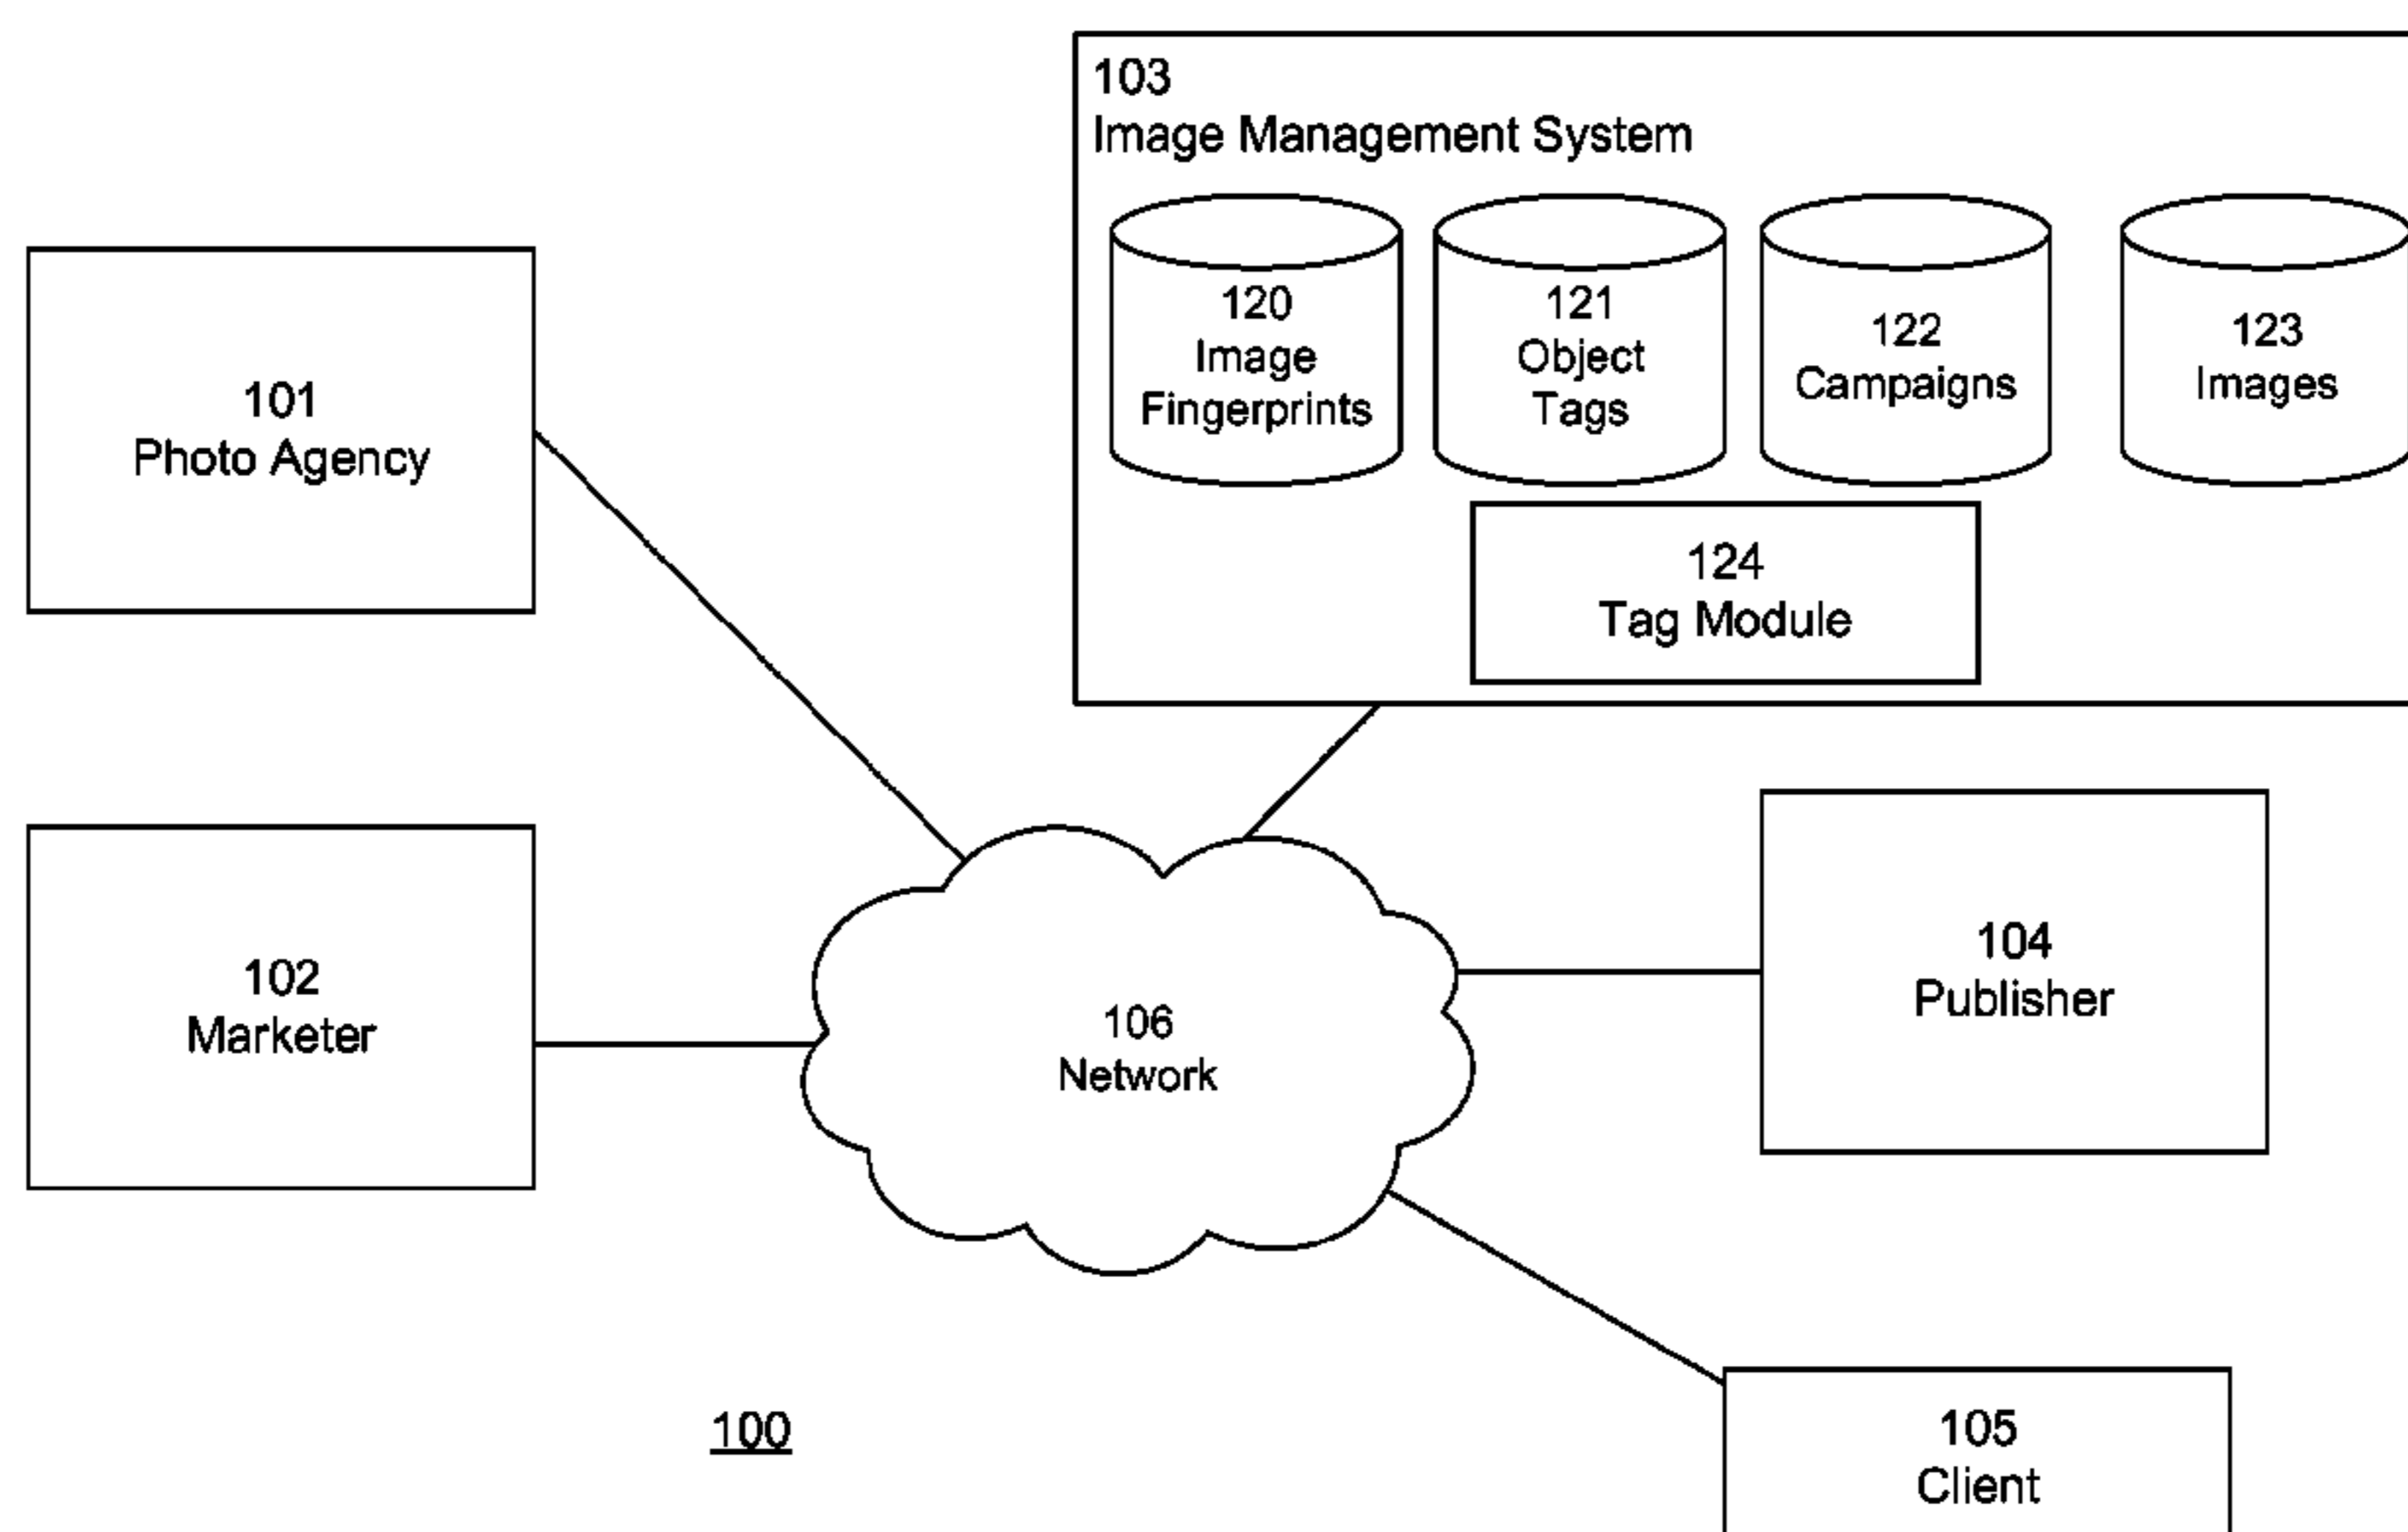 103
Image Management System
120
Image
Fingerprints
121
Object
Tags
122
Campaigns
123
Images
124
Tag Module
101
Photo Agency
102
Marketer
106
Network
104
Publisher
105
Client
100